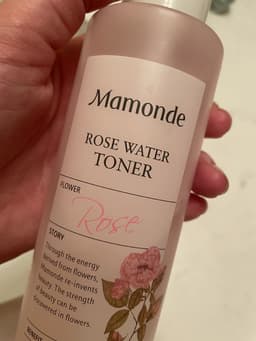 Mamonde
ROSE WATER
TONER
FLOWER
Rose
STORY
Through the energy
derived from flowers,
Mamonde re-invents
beauty. The strength
of beauty can be
discovered in flowers.
BENEFIT